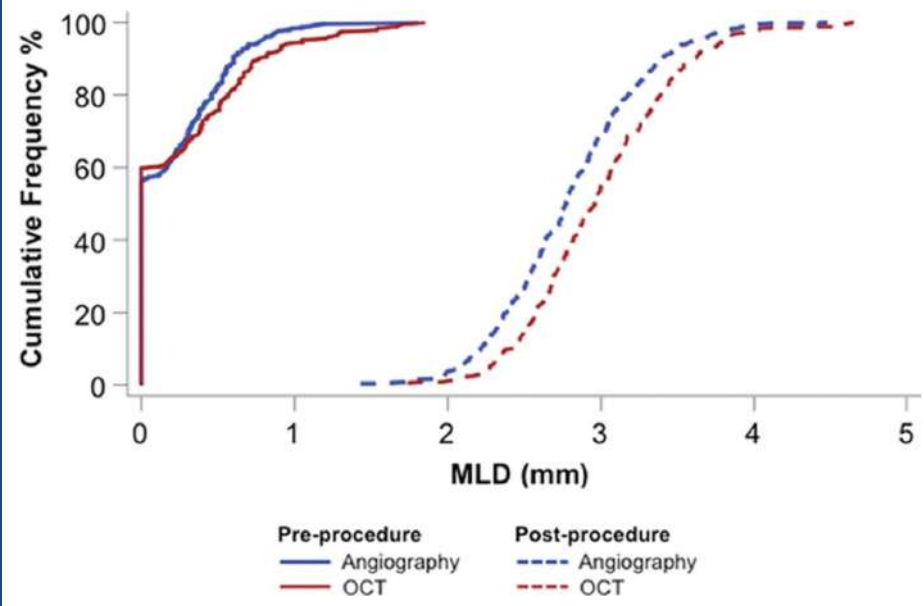 Cumulative Frequency %
100
80
60
40
20
0
0 1 2 3 4 5
MLD (mm)
Pre-procedure Post-procedure
Angiography Angiography
OCT OCT